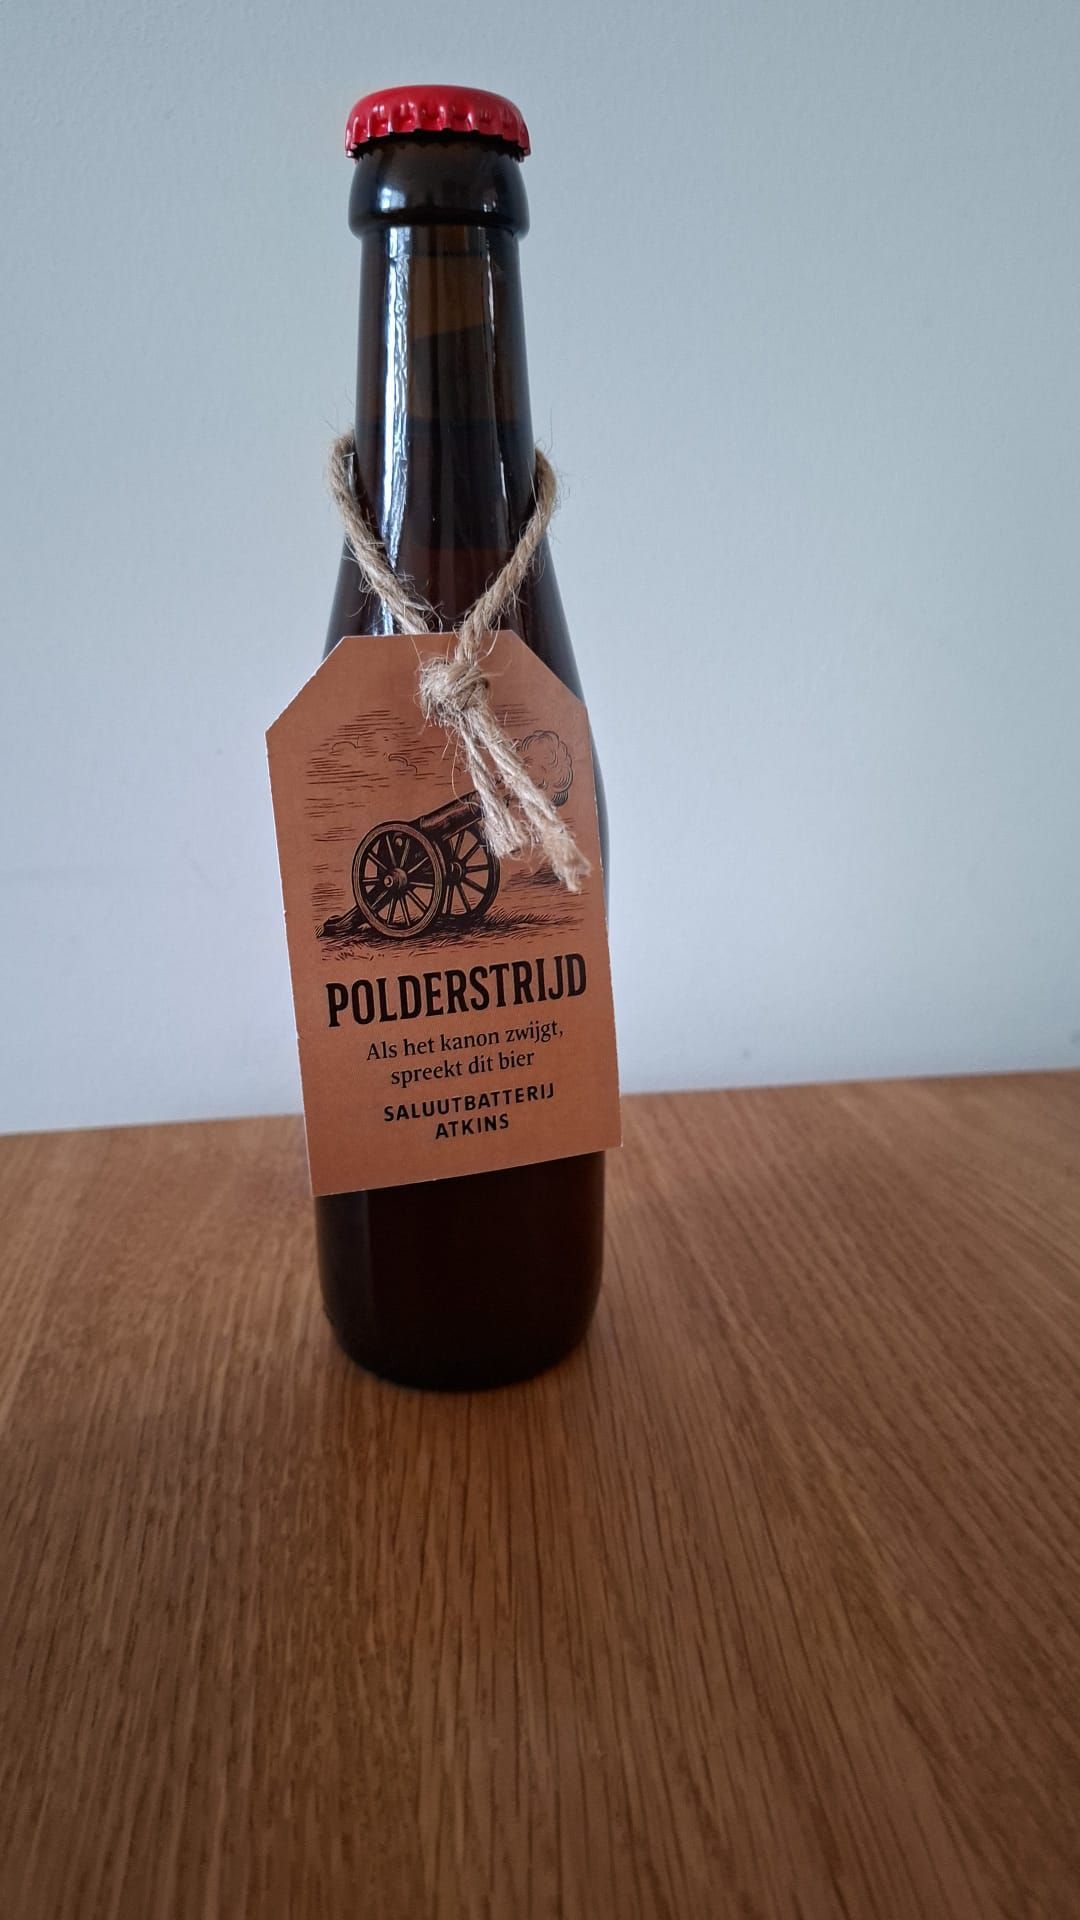 POLDERSTRIJD
Als het kanon zwijgt,
spreekt dit bier
SALUUTBATTERIJ
ATKINS